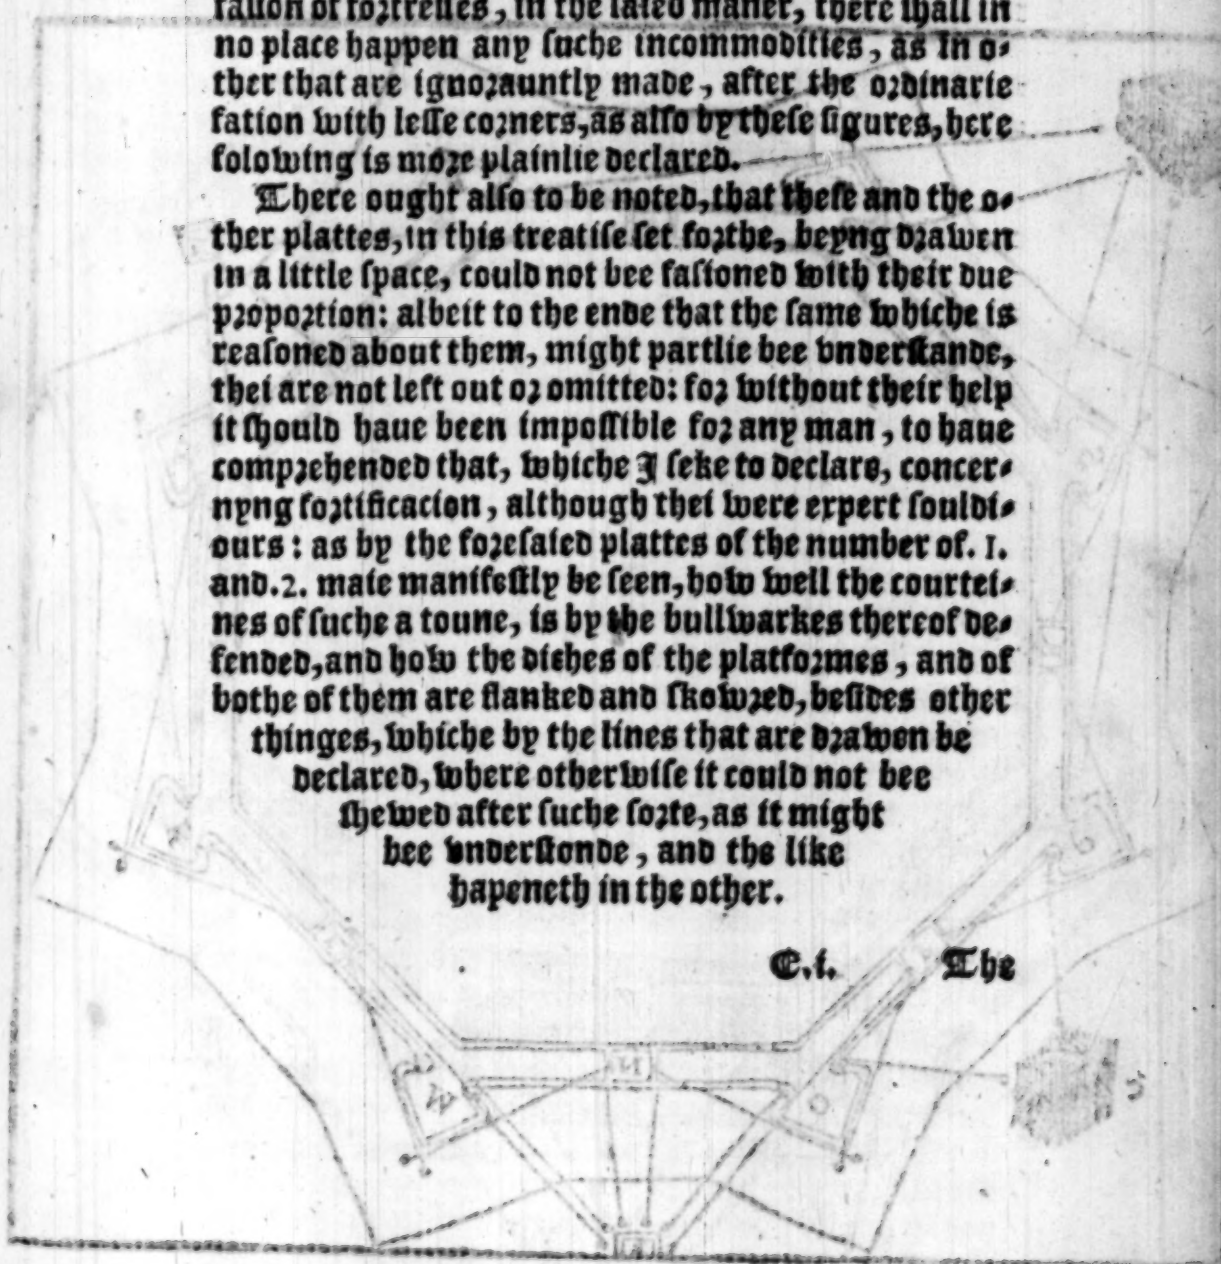 of fortresses, in the saied maner, there shall in
no place happen any suche incommodities, as in o-
ther that are ignorauntly made, after the ordinarie
fation with lesse corners, as also by these figures, here
folowing is more plainlie declared.
There ought also to be noted, that these and the o-
ther plattes, in this treatise set forthe, beyng drawen
in a little space, could not bee fasioned with their due
proportion: albeit to the ende that the same whiche is
reasoned about them, might partlie bee vnderstande,
thei are not left out or omitted: for without their help
it should haue been impossible for any man, to haue
comprehended that, whiche I seke to declare, concer-
nyng fortificacion, although thei were expert souldi-
ours: as by the foresaied plattes of the number of. 1.
and. 2. maie manifestly be seen, how well the courtei-
nes of suche a toune, is by the bullwarkes thereof de-
fended, and how the diches of the platformes, and of
bothe of them are flanked and skowred, besides other
thinges, whiche by the lines that are drawen be
declared, where otherwise it could not bee
shewed after suche sorte, as it might
bee vnderstonde, and the like
hapeneth in the other.
E.i. The